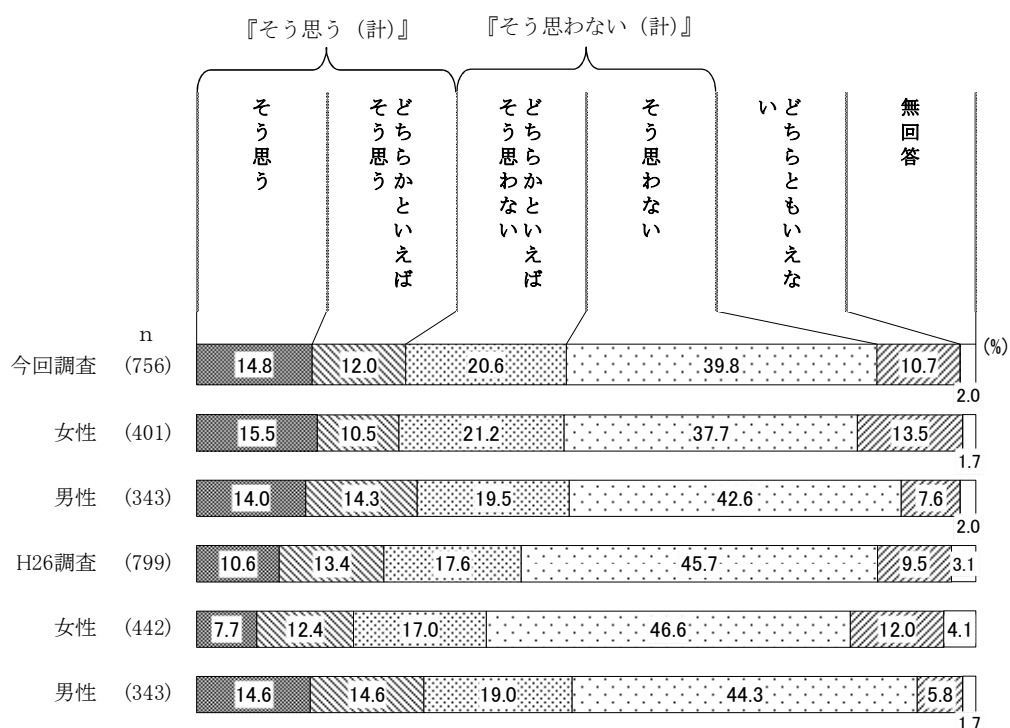 『そう思う（計）』 『そう思わない（計）』
そう思う
どちらかといえば
そう思う
どちらかといえば
そう思わない
そう思わない
どちらともいえな
い
無回答
n
(%)
今回調査 (756) 14.8 12.0 20.6 39.8 10.7 2.0
女性 (401) 15.5 10.5 21.2 37.7 13.5 1.7
男性 (343) 14.0 14.3 19.5 42.6 7.6 2.0
H26調査 (799) 10.6 13.4 17.6 45.7 9.5 3.1
女性 (442) 7.7 12.4 17.0 46.6 12.0 4.1
男性 (343) 14.6 14.6 19.0 44.3 5.8 1.7